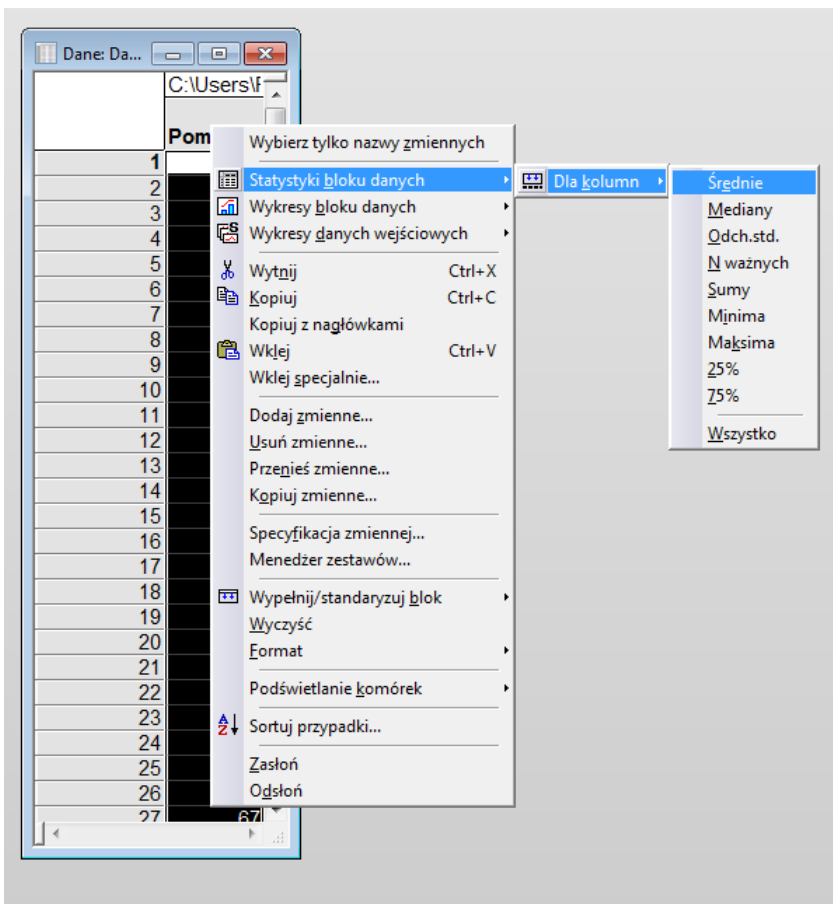 Dane: Da...
C:\Users\F
Pom
1
2
3
4
5
6
7
8
9
10
11
12
13
14
15
16
17
18
19
20
21
22
23
24
25
26
27 67
Wybierz tylko nazwy zmiennych
Statystyki bloku danych
Wykresy bloku danych
Wykresy danych wejściowych
Wytnij Ctrl+X
Kopiuj Ctrl+C
Kopiuj z nagłówkami
Wklej Ctrl+V
Wklej specjalnie...
Dodaj zmienne...
Usuń zmienne...
Przenieś zmienne...
Kopiuj zmienne...
Specyfikacja zmiennej...
Menedżer zestawów...
Wypełnij/standaryzuj blok
Wyczyść
Format
Podświetlanie komórek
Sortuj przypadki...
Zasłoń
Odsłoń
Dla kolumn
Średnie
Mediany
Odch.std.
N ważnych
Sumy
Minima
Maksima
25%
75%
Wszystko